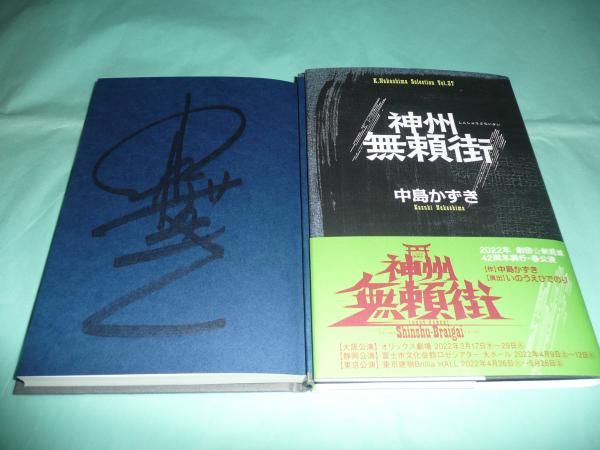 K.Nakashima Selection Vol.37
神州
無頼街
しんしゅうぶらいがい
中島かずき
Kazuki Nakashima
2022年 劇団☆新感線
42周年興行・春公演
【作】中島かずき
【演出】いのうえひでのり
神州
無頼街
Shinshu-Braigai
【大阪公演】オリックス劇場 2022年3月17日㊍～29日㊋
【静岡公演】富士市文化会館ロゼシアター 大ホール 2022年4月9日㊏～12日㊋
【東京公演】東京建物Brillia HALL 2022年4月26日㊋～5月28日㊏